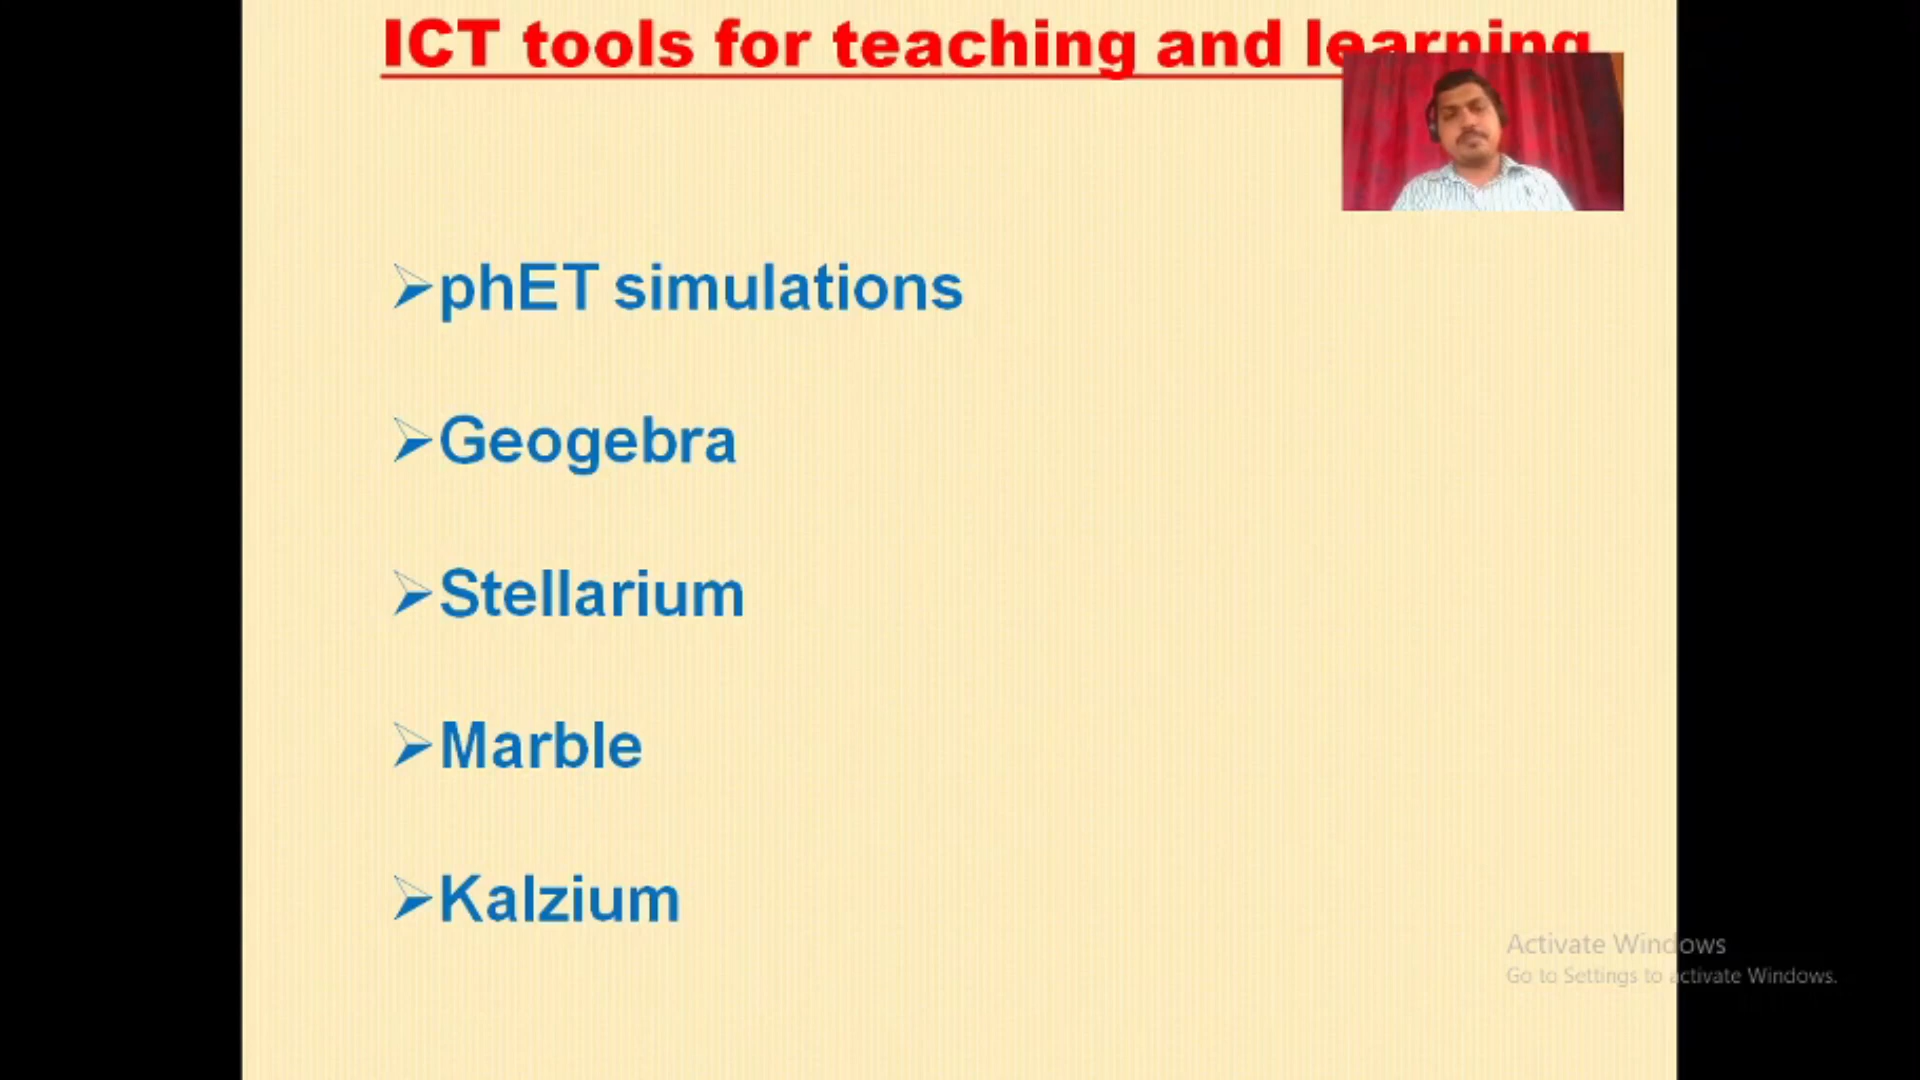 ICT tools for teaching and learning
phET simulations
Geogebra
Stellarium
Marble
Kalzium
Activate Windows
Go to Settings to activate Windows.